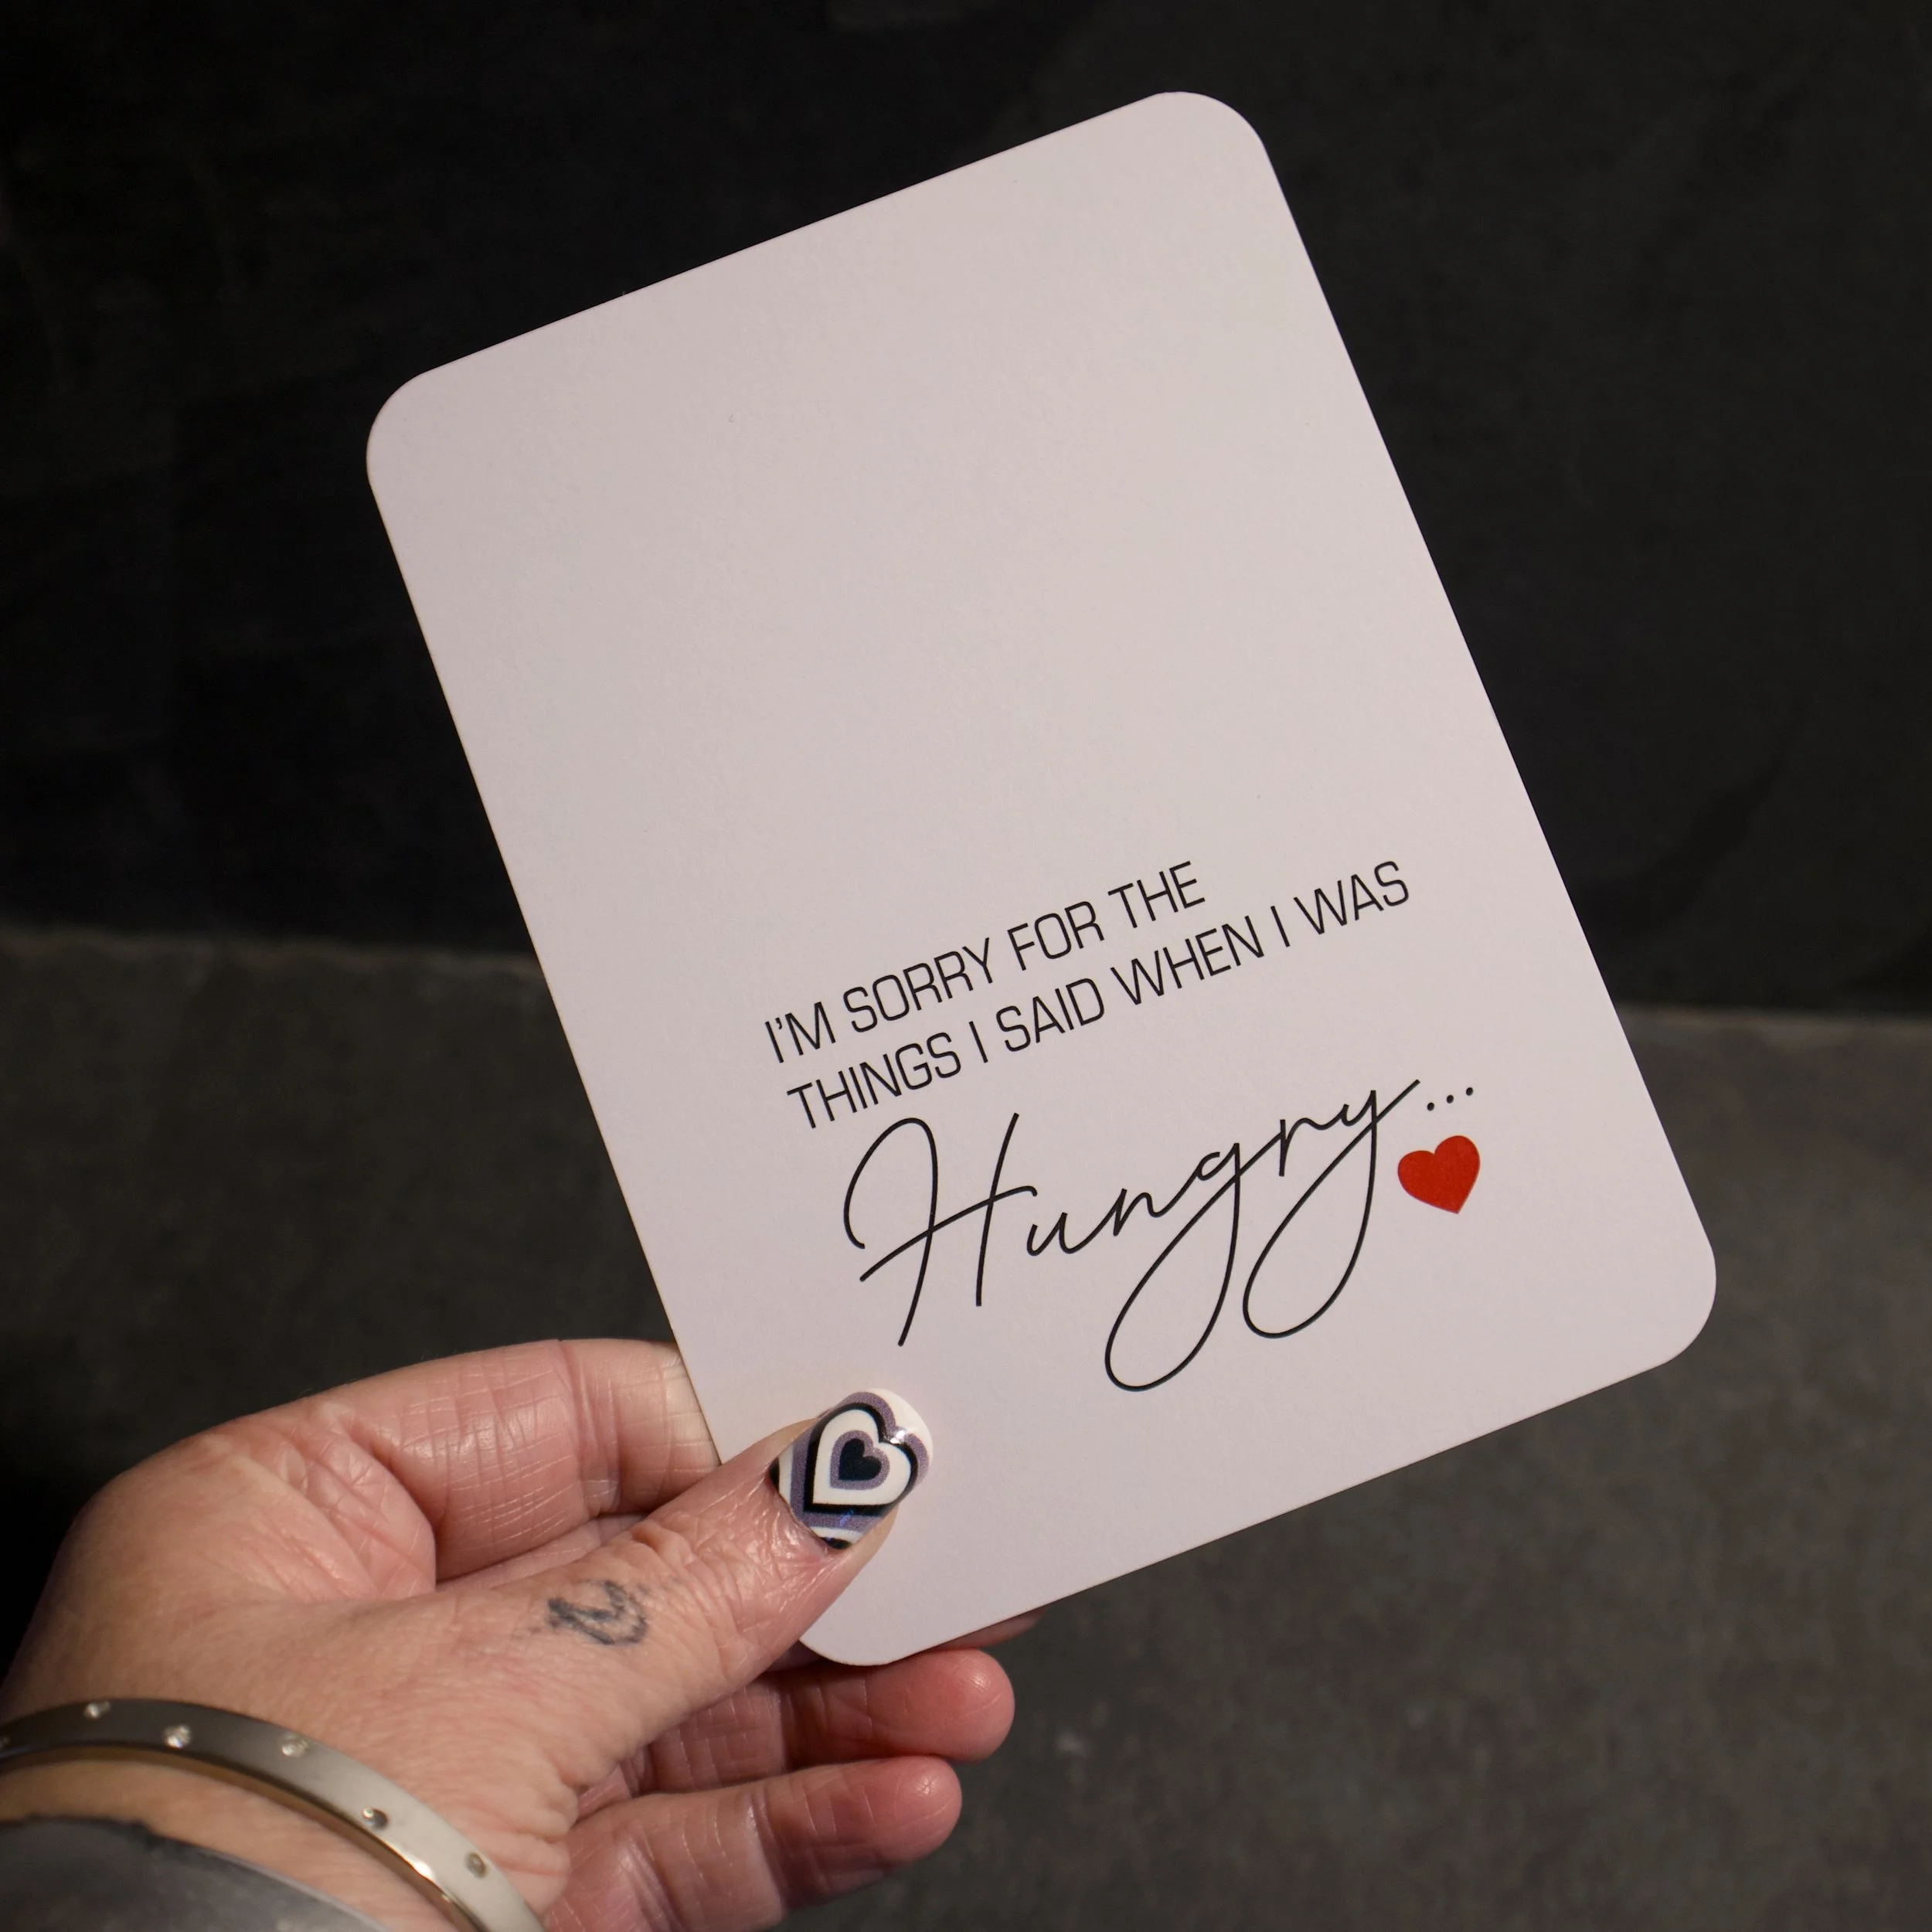 I'M SORRY FOR THE
THINGS I SAID WHEN I WAS
Hungry...